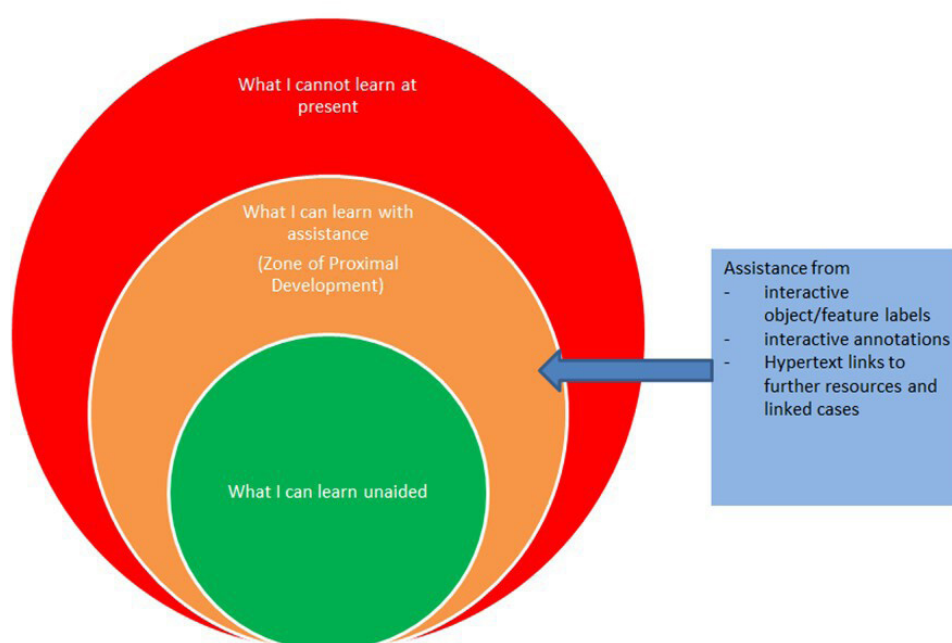 What I cannot learn at
present
What I can learn with
assistance
(Zone of Proximal
Development)
What I can learn unaided
Assistance from
- interactive
object/feature labels
- interactive annotations
- Hypertext links to
further resources and
linked cases